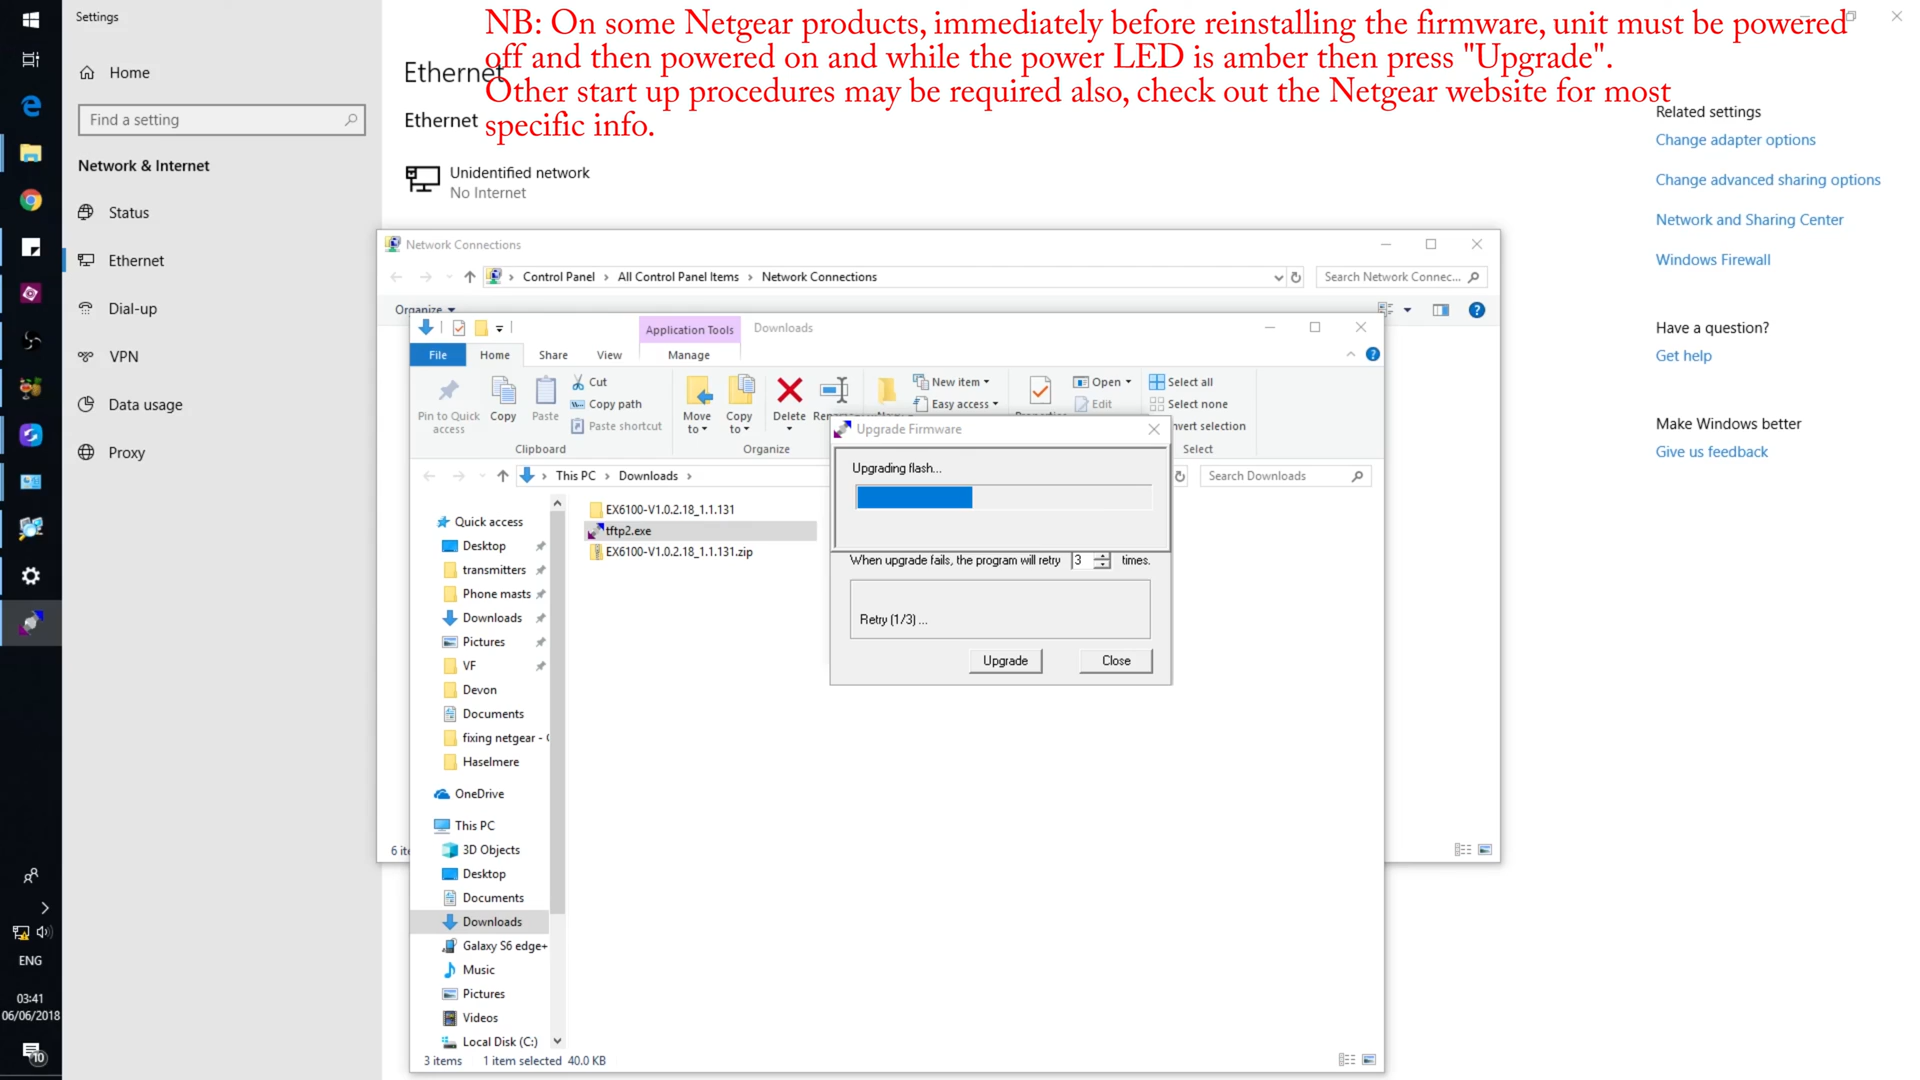 Settings
NB: On some Netgear products, immediately before reinstalling the firmware, unit must be powered
off and then powered on and while the power LED is amber then press "Upgrade".
Other start up procedures may be required also, check out the Netgear website for most
specific info.
Home
Find a setting
Network & Internet
Status
Ethernet
Dial-up
VPN
Data usage
Proxy
Ethernet
Ethernet
Unidentified network
No Internet
Related settings
Change adapter options
Change advanced sharing options
Network and Sharing Center
Windows Firewall
Have a question?
Get help
Make Windows better
Give us feedback
Network Connections
Control Panel > All Control Panel Items > Network Connections
Search Network Connec...
Organize
6
Application Tools
Downloads
File
Home
Share
View
Manage
Pin to Quick
access
Copy
Paste
Cut
Copy path
Paste shortcut
Clipboard
Move
to
Copy
to
Delete
Organize
New item
Easy access
Open
Edit
Select all
Select none
nvert selection
Select
This PC > Downloads >
Search Downloads
Quick access
Desktop
transmitters
Phone masts
Downloads
Pictures
VF
Devon
Documents
fixing netgear -
Haselmere
OneDrive
This PC
3D Objects
Desktop
Documents
Downloads
Galaxy S6 edge+
Music
Pictures
Videos
Local Disk (C:)
EX6100-V1.0.2.18_1.1.131
tftp2.exe
EX6100-V1.0.2.18_1.1.131.zip
3 items
1 item selected 40.0 KB
Upgrade Firmware
Upgrading flash...
When upgrade fails, the program will retry 3 times.
Retry (1/3) ...
Upgrade
Close
ENG
03:41
06/06/2018
10